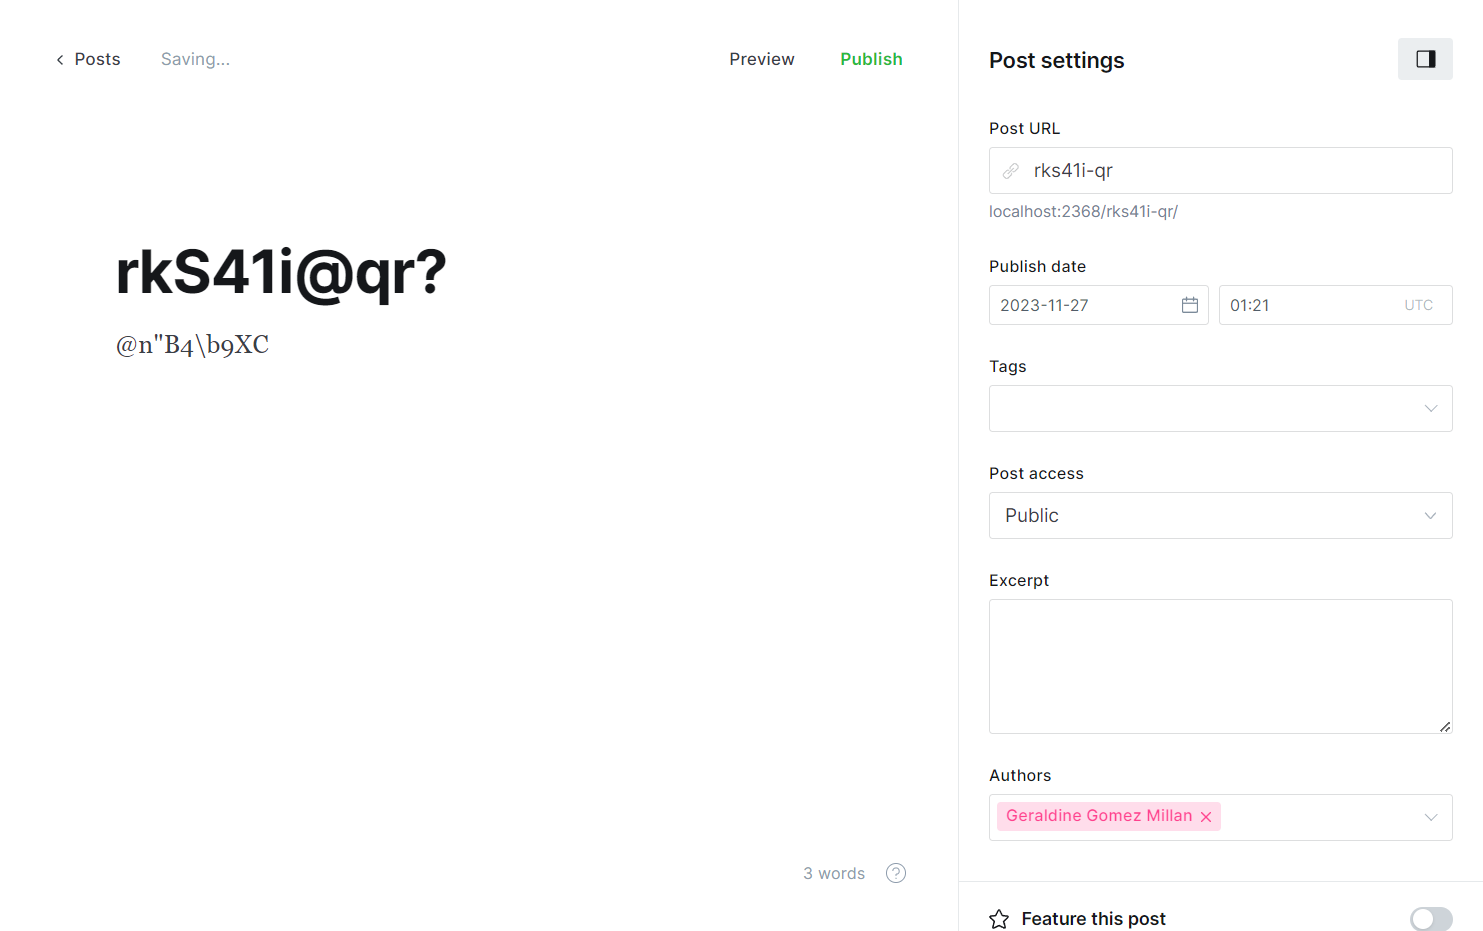 Posts
Saving...
Preview
Publish
rkS41i@qr?
@n"B4\b9XC
3 words
?
Post settings
Post URL
rks41i-qr
localhost:2368/rks41i-qr/
Publish date
2023-11-27
01:21
UTC
Tags
Post access
Public
Excerpt
Authors
Geraldine Gomez Millan
Feature this post